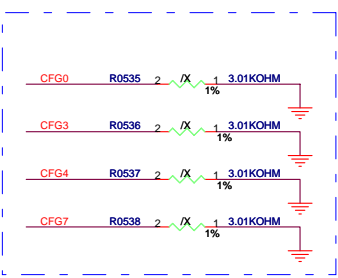 CFG0 R0535 2 /X 1 3.01KOHM
1%
CFG3 R0536 2 /X 1 3.01KOHM
1%
CFG4 R0537 2 /X 1 3.01KOHM
1%
CFG7 R0538 2 /X 1 3.01KOHM
1%